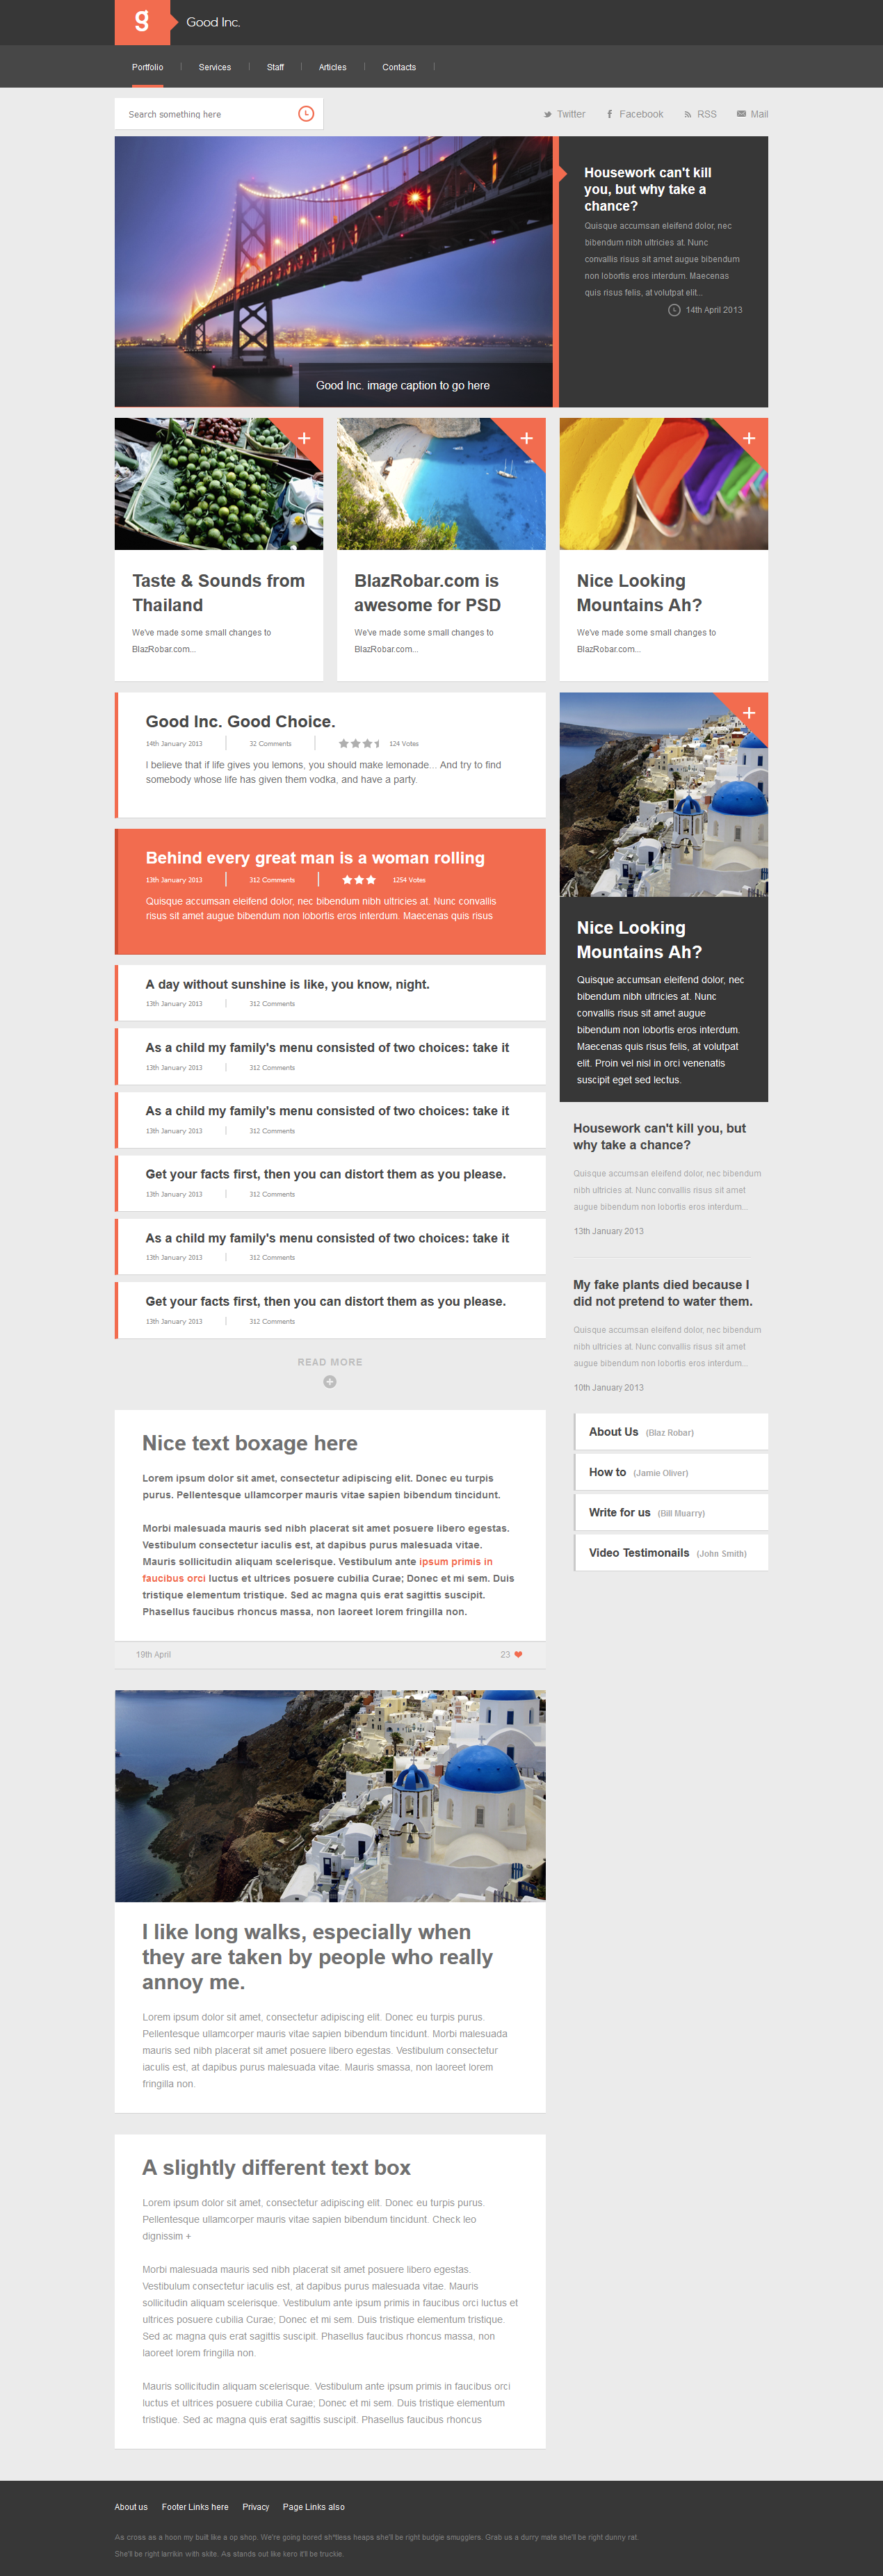 g
Good Inc.
Portfolio
Services
Staff
Articles
Contacts
Search something here
Twitter
Facebook
RSS
Mail
Good Inc. image caption to go here
Housework can't kill
you, but why take a
chance?
Quisque accumsan eleifend dolor, nec
bibendum nibh ultricies at. Nunc
convallis risus sit amet augue bibendum
non lobortis eros interdum. Maecenas
quis risus felis, at volutpat elit...
14th April 2013
Taste & Sounds from
Thailand
We've made some small changes to
BlazRobar.com...
BlazRobar.com is
awesome for PSD
We've made some small changes to
BlazRobar.com...
Nice Looking
Mountains Ah?
We've made some small changes to
BlazRobar.com...
Good Inc. Good Choice.
14th January 2013
32 Comments
124 Votes
I believe that if life gives you lemons, you should make lemonade... And try to find
somebody whose life has given them vodka, and have a party.
Behind every great man is a woman rolling
13th January 2013
312 Comments
1254 Votes
Quisque accumsan eleifend dolor, nec bibendum nibh ultricies at. Nunc convallis
risus sit amet augue bibendum non lobortis eros interdum. Maecenas quis risus
A day without sunshine is like, you know, night.
13th January 2013
312 Comments
As a child my family's menu consisted of two choices: take it
13th January 2013
312 Comments
As a child my family's menu consisted of two choices: take it
13th January 2013
312 Comments
Get your facts first, then you can distort them as you please.
13th January 2013
312 Comments
As a child my family's menu consisted of two choices: take it
13th January 2013
312 Comments
Get your facts first, then you can distort them as you please.
13th January 2013
312 Comments
READ MORE
Nice Looking
Mountains Ah?
Quisque accumsan eleifend dolor, nec
bibendum nibh ultricies at. Nunc
convallis risus sit amet augue
bibendum non lobortis eros interdum.
Maecenas quis risus felis, at volutpat
elit. Proin vel nisl in orci venenatis
suscipit eget sed lectus.
Housework can't kill you, but
why take a chance?
Quisque accumsan eleifend dolor, nec bibendum
nibh ultricies at. Nunc convallis risus sit amet
augue bibendum non lobortis eros interdum...
13th January 2013
My fake plants died because I
did not pretend to water them.
Quisque accumsan eleifend dolor, nec bibendum
nibh ultricies at. Nunc convallis risus sit amet
augue bibendum non lobortis eros interdum...
10th January 2013
About Us (Blaz Robar)
How to (Jamie Oliver)
Write for us (Bill Muarry)
Video Testimonails (John Smith)
Nice text boxage here
Lorem ipsum dolor sit amet, consectetur adipiscing elit. Donec eu turpis
purus. Pellentesque ullamcorper mauris vitae sapien bibendum tincidunt.
Morbi malesuada mauris sed nibh placerat sit amet posuere libero egestas.
Vestibulum consectetur iaculis est, at dapibus purus malesuada vitae.
Mauris sollicitudin aliquam scelerisque. Vestibulum ante ipsum primis in
faucibus orci luctus et ultrices posuere cubilia Curae; Donec et mi sem. Duis
tristique elementum tristique. Sed ac magna quis erat sagittis suscipit.
Phasellus faucibus rhoncus massa, non laoreet lorem fringilla non.
19th April
23
I like long walks, especially when
they are taken by people who really
annoy me.
Lorem ipsum dolor sit amet, consectetur adipiscing elit. Donec eu turpis purus.
Pellentesque ullamcorper mauris vitae sapien bibendum tincidunt. Morbi malesuada
mauris sed nibh placerat sit amet posuere libero egestas. Vestibulum consectetur
iaculis est, at dapibus purus malesuada vitae. Mauris smassa, non laoreet lorem
fringilla non.
A slightly different text box
Lorem ipsum dolor sit amet, consectetur adipiscing elit. Donec eu turpis purus.
Pellentesque ullamcorper mauris vitae sapien bibendum tincidunt. Check leo
dignissim +
Morbi malesuada mauris sed nibh placerat sit amet posuere libero egestas.
Vestibulum consectetur iaculis est, at dapibus purus malesuada vitae. Mauris
sollicitudin aliquam scelerisque. Vestibulum ante ipsum primis in faucibus orci luctus et
ultrices posuere cubilia Curae; Donec et mi sem. Duis tristique elementum tristique.
Sed ac magna quis erat sagittis suscipit. Phasellus faucibus rhoncus massa, non
laoreet lorem fringilla non.
Mauris sollicitudin aliquam scelerisque. Vestibulum ante ipsum primis in faucibus orci
luctus et ultrices posuere cubilia Curae; Donec et mi sem. Duis tristique elementum
tristique. Sed ac magna quis erat sagittis suscipit. Phasellus faucibus rhoncus
About us
Footer Links here
Privacy
Page Links also
As cross as a hoon my built like a op shop. We're going bored sh*tless heaps she'll be right budgie smugglers. Grab us a durry mate she'll be right dunny rat.
She'll be right larrikin with skite. As stands out like kero it'll be truckie.